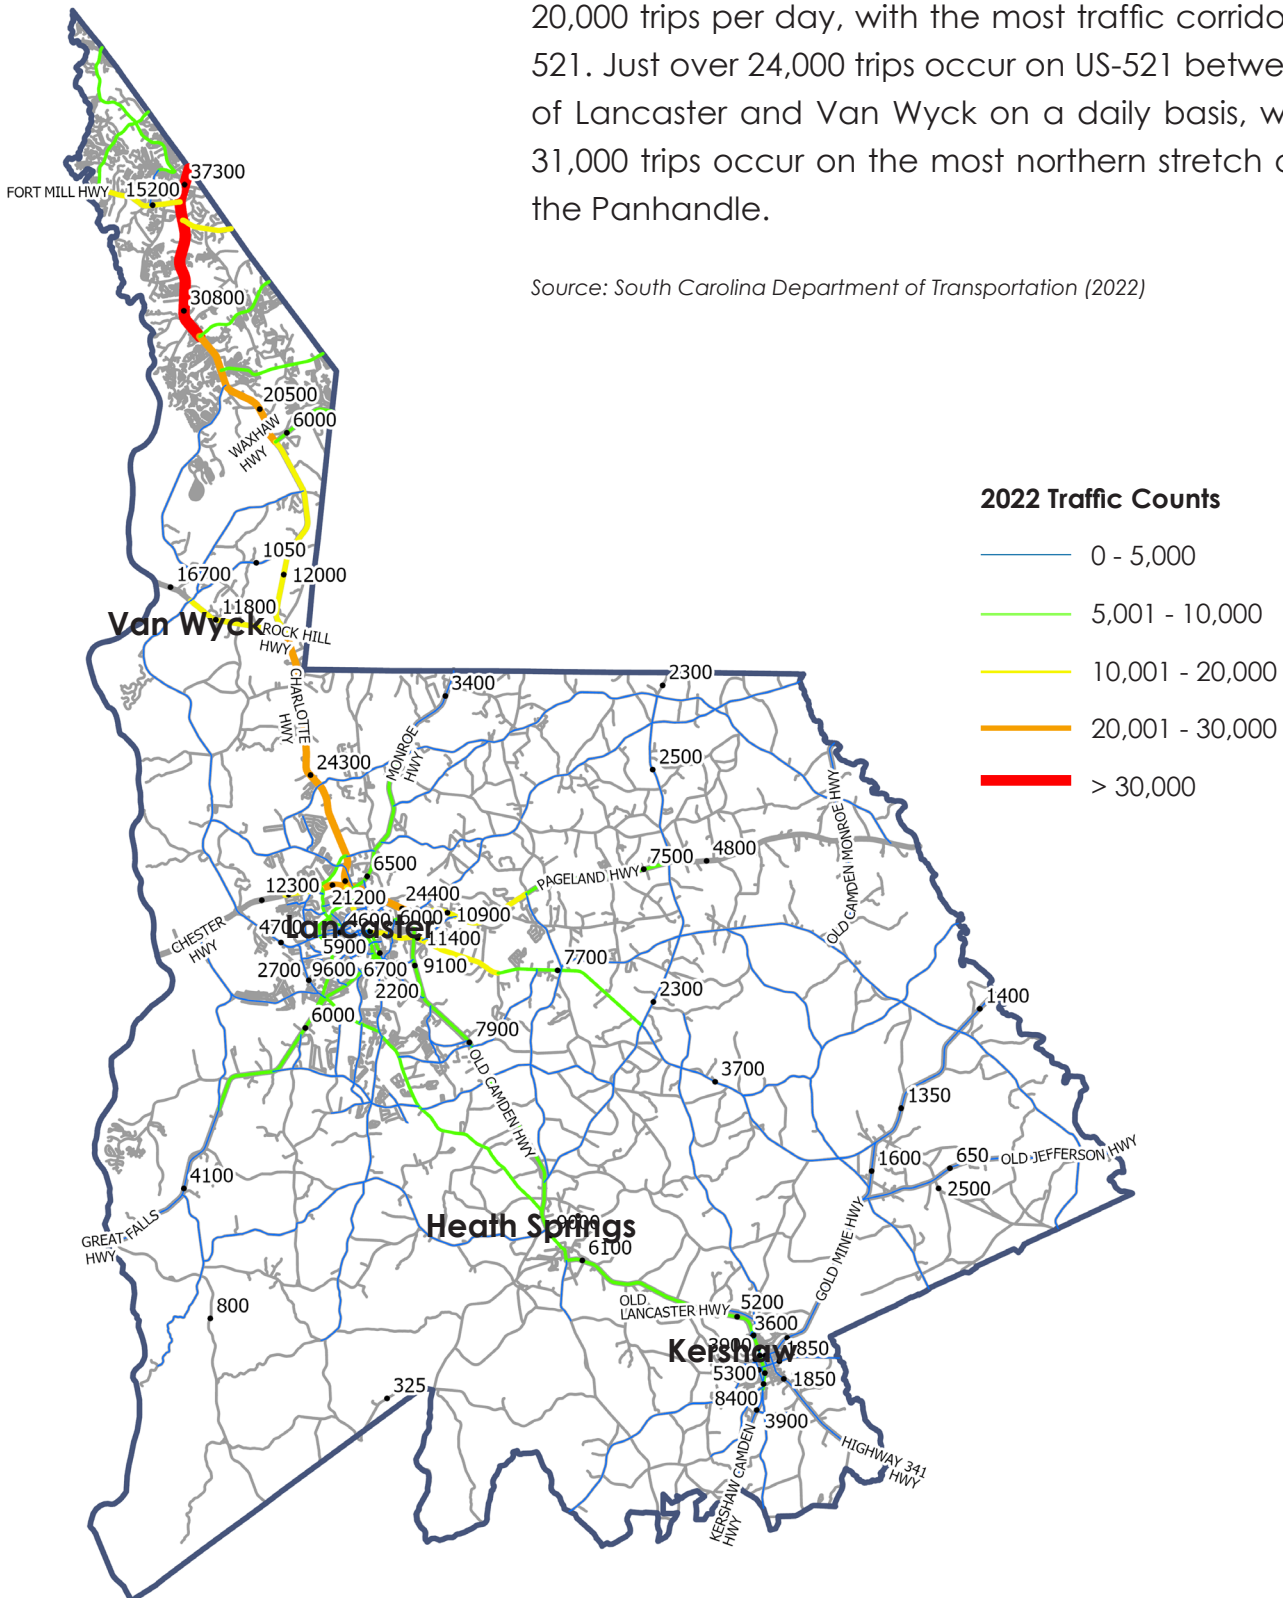 20,000 trips per day, with the most traffic corrido
521. Just over 24,000 trips occur on US-521 betwe
of Lancaster and Van Wyck on a daily basis, w
31,000 trips occur on the most northern stretch o
the Panhandle.
Source: South Carolina Department of Transportation (2022)
37300
FORT MILL HWY
15200
30800
20500
6000
WAXHAW
HWY
2022 Traffic Counts
0 - 5,000
5,001 - 10,000
10,001 - 20,000
20,001 - 30,000
> 30,000
1050
16700
12000
11800
Van Wyck
ROCK HILL
HWY
CHARLOTTE
HWY
3400
2300
MONROE
HWY
24300
2500
OLD CAMDEN MONROE HWY
6500
7500
4800
PAGELAND HWY
12300
21200
24400
4600
6000
10900
CHESTER
HWY
4700
Lancaster
5900
11400
2700
9600
6700
9100
7700
2200
2300
1400
6000
7900
OLD CAMDEN HWY
3700
1350
1600
650
OLD JEFFERSON HWY
2500
4100
GREAT FALLS
HWY
Heath Springs
9000
6100
GOLD MINE HWY
800
OLD
LANCASTER HWY
5200
3600
3900
Kershaw
1850
5300
1850
325
8400
3900
KERSHAW CAMDEN
HWY
HIGHWAY 341
HWY